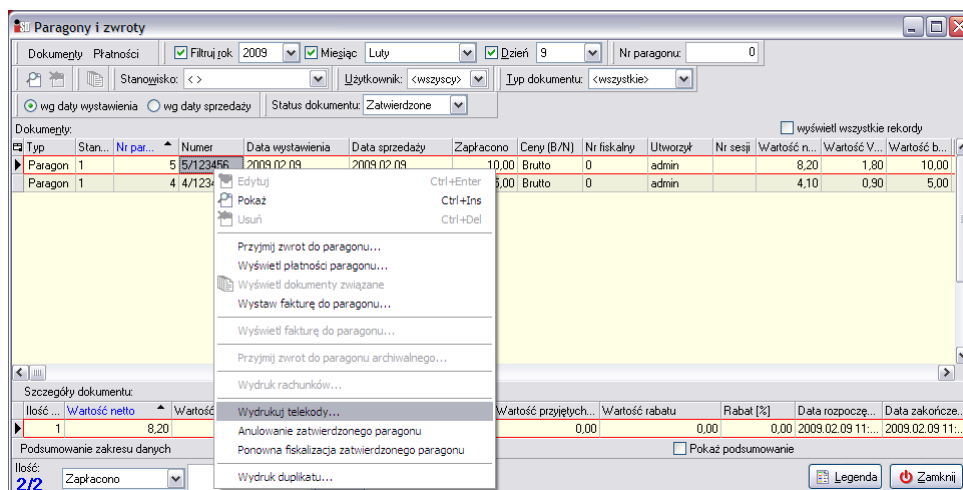 Paragony i zwroty
Dokumenty Płatności Filtruj rok 2009 Miesiąc Luty Dzień 9 Nr paragonu: 0
Stanowisko: < > Użytkownik: <wszyscy> Typ dokumentu: <wszystkie>
wg daty wystawienia wg daty sprzedaży Status dokumentu: Zatwierdzone
Dokumenty: wyświetl wszystkie rekordy
Typ Stan... Nr par... Numer Data wystawienia Data sprzedaży Zapłacono Ceny (B/N) Nr fiskalny Utworzył Nr sesji Wartość n... Wartość V... Wartość b...
Paragon 1 5 5/123456 2009.02.09 2009.02.09 10,00 Brutto 0 admin 8,20 1,80 10,00
Paragon 1 4 4/1234 5,00 Brutto 0 admin 4,10 0,90 5,00
Edytuj Ctrl+Enter
Pokaż Ctrl+Ins
Usuń Ctrl+Del
Przyjmij zwrot do paragonu...
Wyświetl płatności paragonu...
Wyświetl dokumenty związane
Wystaw fakturę do paragonu...
Wyświetl fakturę do paragonu...
Przyjmij zwrot do paragonu archiwalnego...
Wydruk rachunków...
Wydrukuj telekody...
Anulowanie zatwierdzonego paragonu
Ponowna fiskalizacja zatwierdzonego paragonu
Wydruk duplikatu...
Szczegóły dokumentu:
Ilość ... Wartość netto Wartość Wartość przyjętych... Wartość rabatu Rabat [%] Data rozpoczę... Data zakończe...
1 8,20 0,00 0,00 0,00 2009.02.09 11:... 2009.02.09 11:...
Podsumowanie zakresu danych Pokaż podsumowanie
Ilość:
2/2 Zapłacono Legenda Zamknij